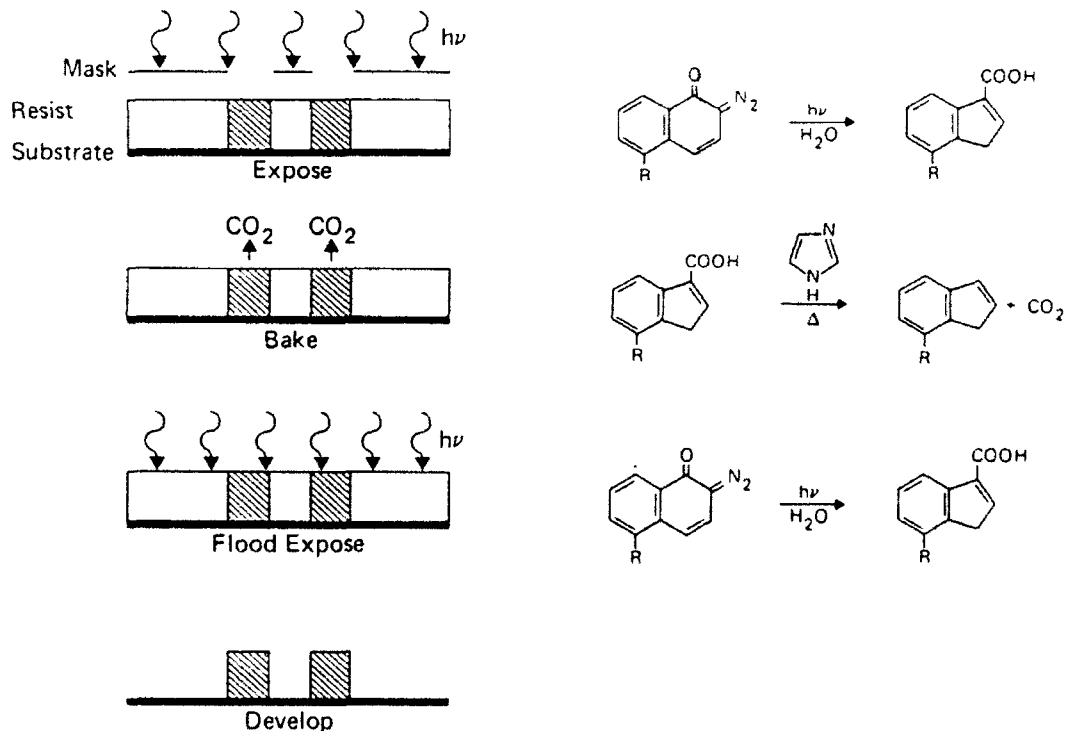 hν
Mask
Resist
Substrate
Expose
O
N₂
R
hν
H₂O
COOH
R
CO₂ CO₂
Bake
COOH
R
N
N
H
Δ
R
+ CO₂
hν
Flood Expose
O
N₂
R
hν
H₂O
COOH
R
Develop